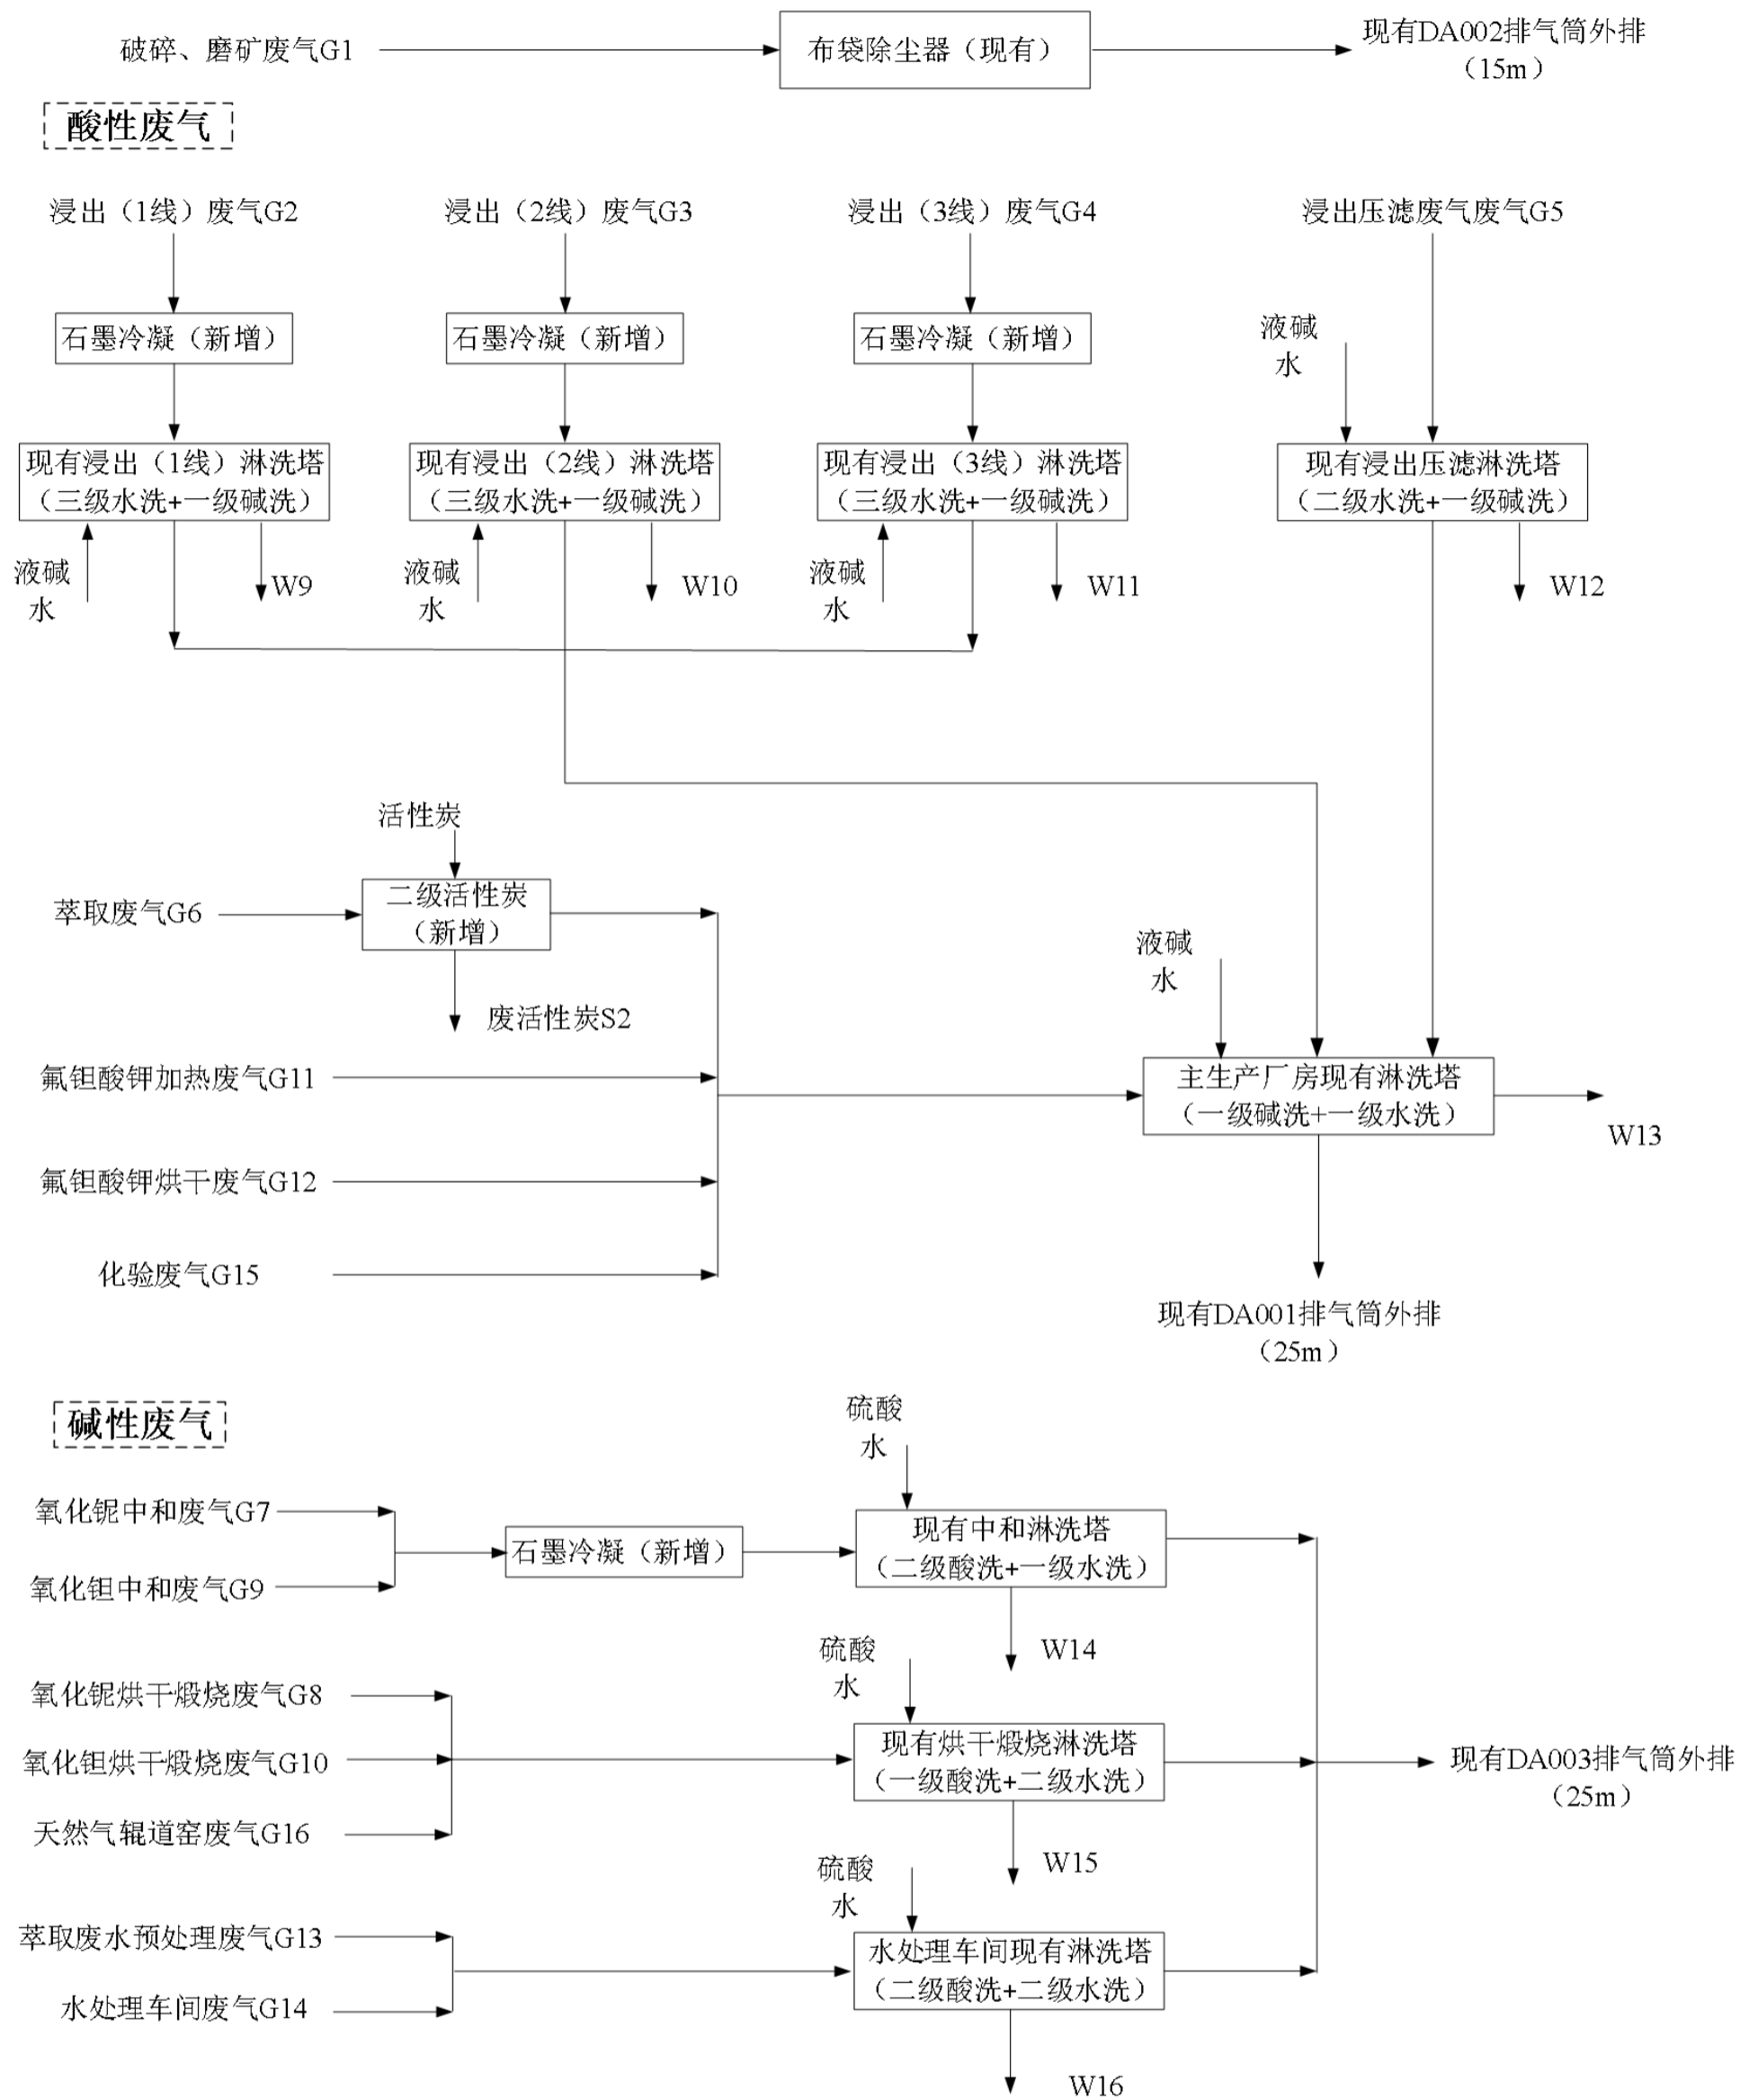 破碎、磨矿废气G1
布袋除尘器（现有）
现有DA002排气筒外排
（15m）
酸性废气
浸出（1线）废气G2
浸出（2线）废气G3
浸出（3线）废气G4
浸出压滤废气废气G5
石墨冷凝（新增）
石墨冷凝（新增）
石墨冷凝（新增）
液碱
水
现有浸出（1线）淋洗塔
（三级水洗+一级碱洗）
现有浸出（2线）淋洗塔
（三级水洗+一级碱洗）
现有浸出（3线）淋洗塔
（三级水洗+一级碱洗）
现有浸出压滤淋洗塔
（二级水洗+一级碱洗）
液碱
水
W9
液碱
水
W10
液碱
水
W11
W12
活性炭
萃取废气G6
二级活性炭
（新增）
废活性炭S2
液碱
水
氟钽酸钾加热废气G11
主生产厂房现有淋洗塔
（一级碱洗+一级水洗）
W13
氟钽酸钾烘干废气G12
化验废气G15
现有DA001排气筒外排
（25m）
碱性废气
硫酸
水
氧化铌中和废气G7
氧化钽中和废气G9
石墨冷凝（新增）
现有中和淋洗塔
（二级酸洗+一级水洗）
W14
硫酸
水
氧化铌烘干煅烧废气G8
氧化钽烘干煅烧废气G10
天然气辊道窑废气G16
现有烘干煅烧淋洗塔
（一级酸洗+二级水洗）
现有DA003排气筒外排
（25m）
W15
硫酸
水
萃取废水预处理废气G13
水处理车间废气G14
水处理车间现有淋洗塔
（二级酸洗+二级水洗）
W16